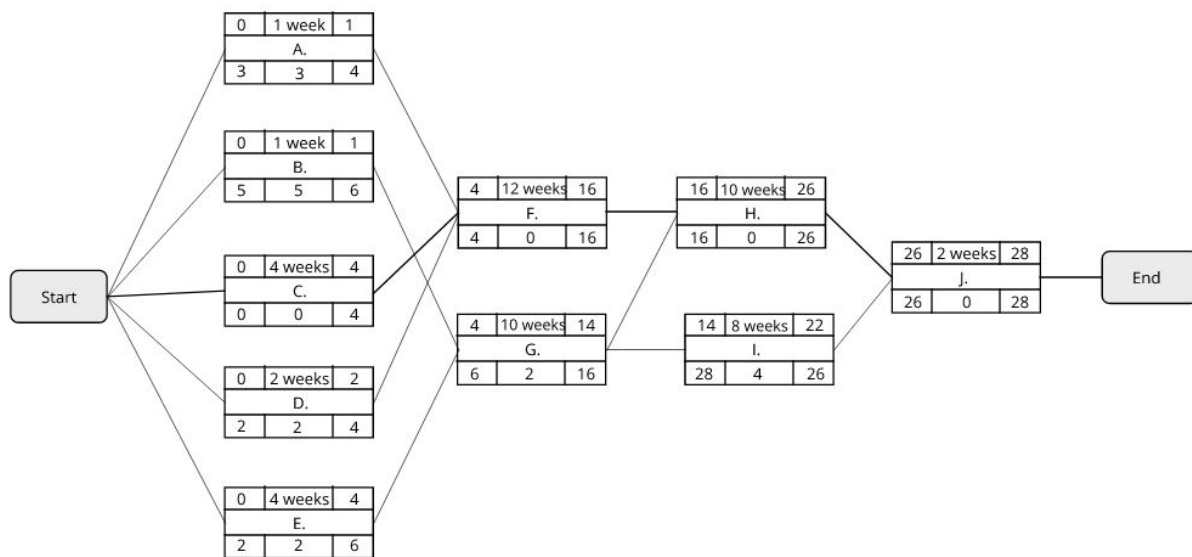 0 1 week 1
A.
3 3 4
0 1 week 1
B.
5 5 6
0 4 weeks 4
C.
0 0 4
0 2 weeks 2
D.
2 2 4
0 4 weeks 4
E.
2 2 6
Start
4 12 weeks 16
F.
4 0 16
4 10 weeks 14
G.
6 2 16
16 10 weeks 26
H.
16 0 26
14 8 weeks 22
I.
28 4 26
26 2 weeks 28
J.
26 0 28
End